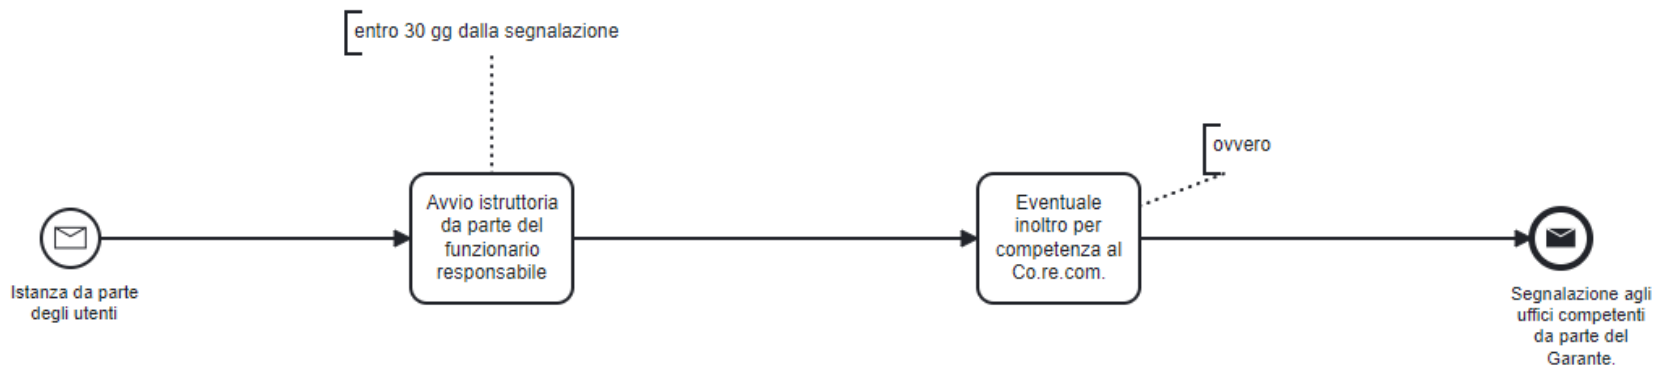 entro 30 gg dalla segnalazione
ovvero
Avvio istruttoria
da parte del
funzionario
responsabile
Eventuale
inoltro per
competenza al
Co.re.com.
Istanza da parte
degli utenti
Segnalazione agli
uffici competenti
da parte del
Garante.